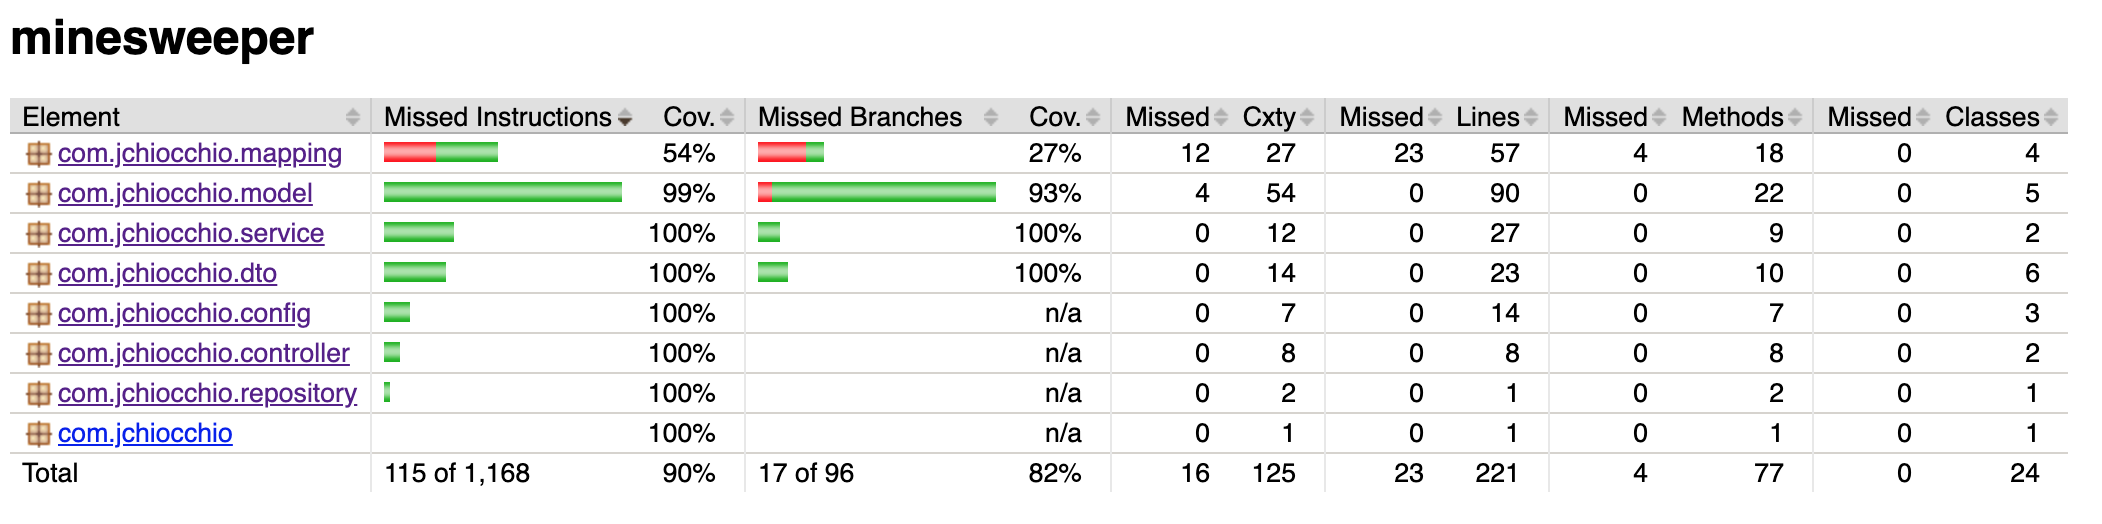 minesweeper
Element Missed Instructions Cov. Missed Branches Cov. Missed Cxty Missed Lines Missed Methods Missed Classes
com.jchiocchio.mapping 54% 27% 12 27 23 57 4 18 0 4
com.jchiocchio.model 99% 93% 4 54 0 90 0 22 0 5
com.jchiocchio.service 100% 100% 0 12 0 27 0 9 0 2
com.jchiocchio.dto 100% 100% 0 14 0 23 0 10 0 6
com.jchiocchio.config 100% n/a 0 7 0 14 0 7 0 3
com.jchiocchio.controller 100% n/a 0 8 0 8 0 8 0 2
com.jchiocchio.repository 100% n/a 0 2 0 1 0 2 0 1
com.jchiocchio 100% n/a 0 1 0 1 0 1 0 1
Total 115 of 1,168 90% 17 of 96 82% 16 125 23 221 4 77 0 24